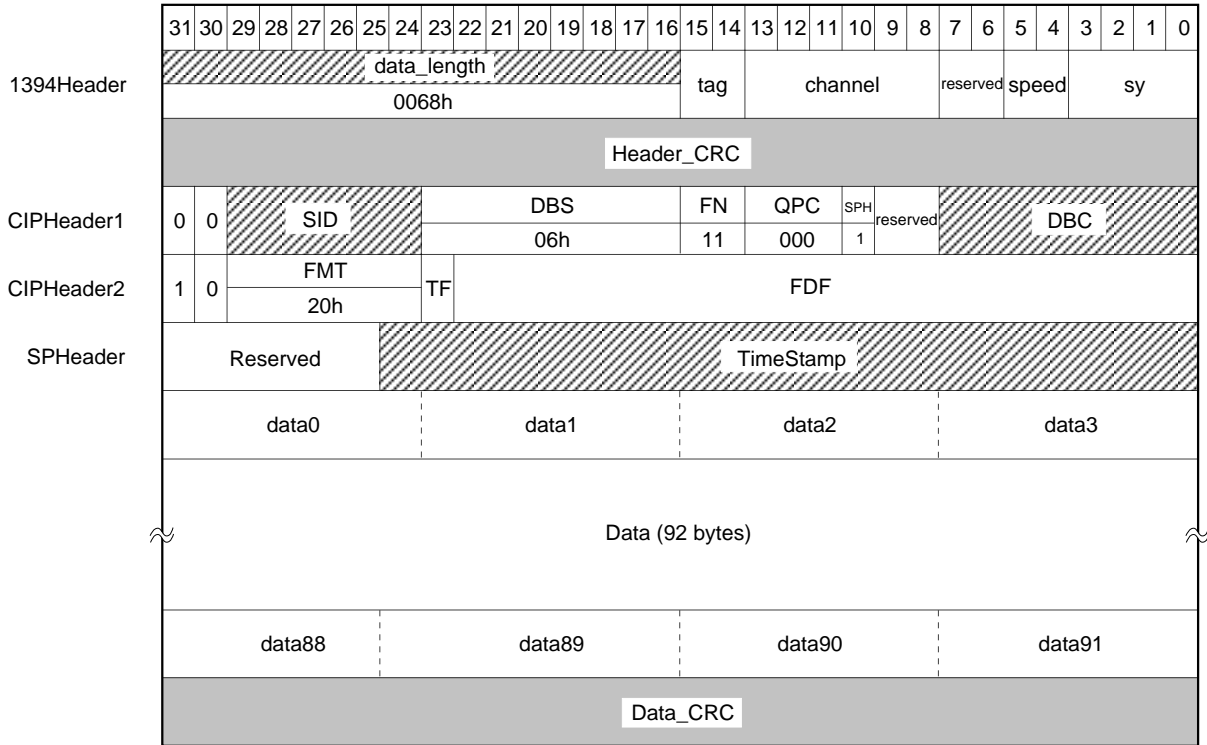 31 30 29 28 27 26 25 24 23 22 21 20 19 18 17 16 15 14 13 12 11 10 9 8 7 6 5 4 3 2 1 0
1394Header data_length tag channel reserved speed sy
0068h
Header_CRC
CIPHeader1 0 0 SID DBS FN QPC SPH reserved DBC
06h 11 000 1
CIPHeader2 1 0 FMT TF FDF
20h
SPHeader Reserved TimeStamp
data0 data1 data2 data3
Data (92 bytes)
data88 data89 data90 data91
Data_CRC